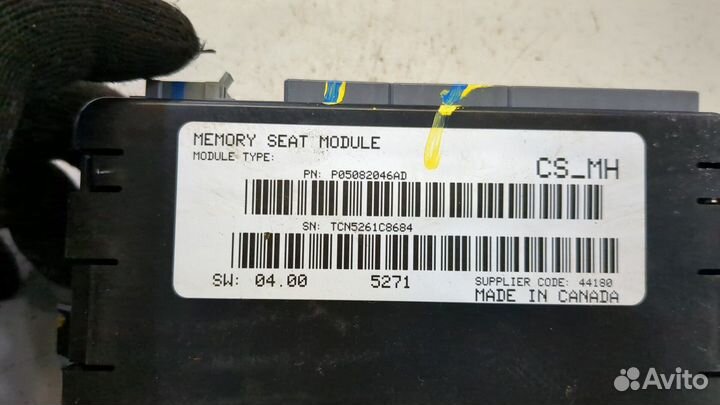 MEMORY SEAT MODULE
MODULE TYPE:
CS_MH
PN: P05082046AD
SN: TCN5261C8684
SW: 04.00 5271
SUPPLIER CODE: 44180
MADE IN CANADA
Avito